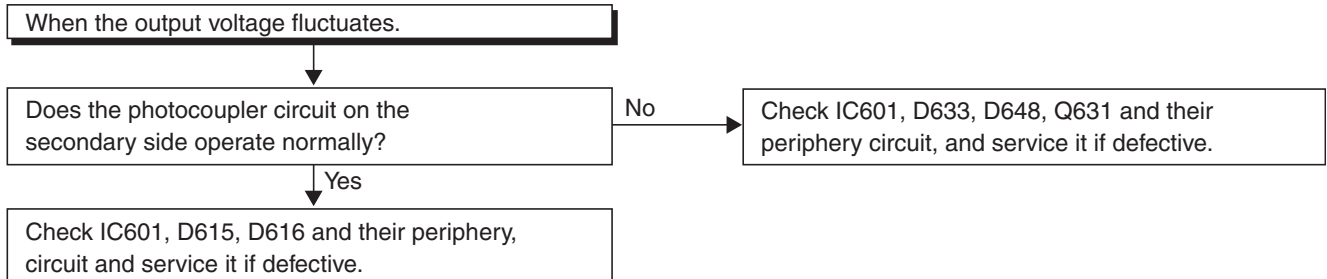 When the output voltage fluctuates.
Does the photocoupler circuit on the
secondary side operate normally?
No
Check IC601, D633, D648, Q631 and their
periphery circuit, and service it if defective.
Yes
Check IC601, D615, D616 and their periphery,
circuit and service it if defective.